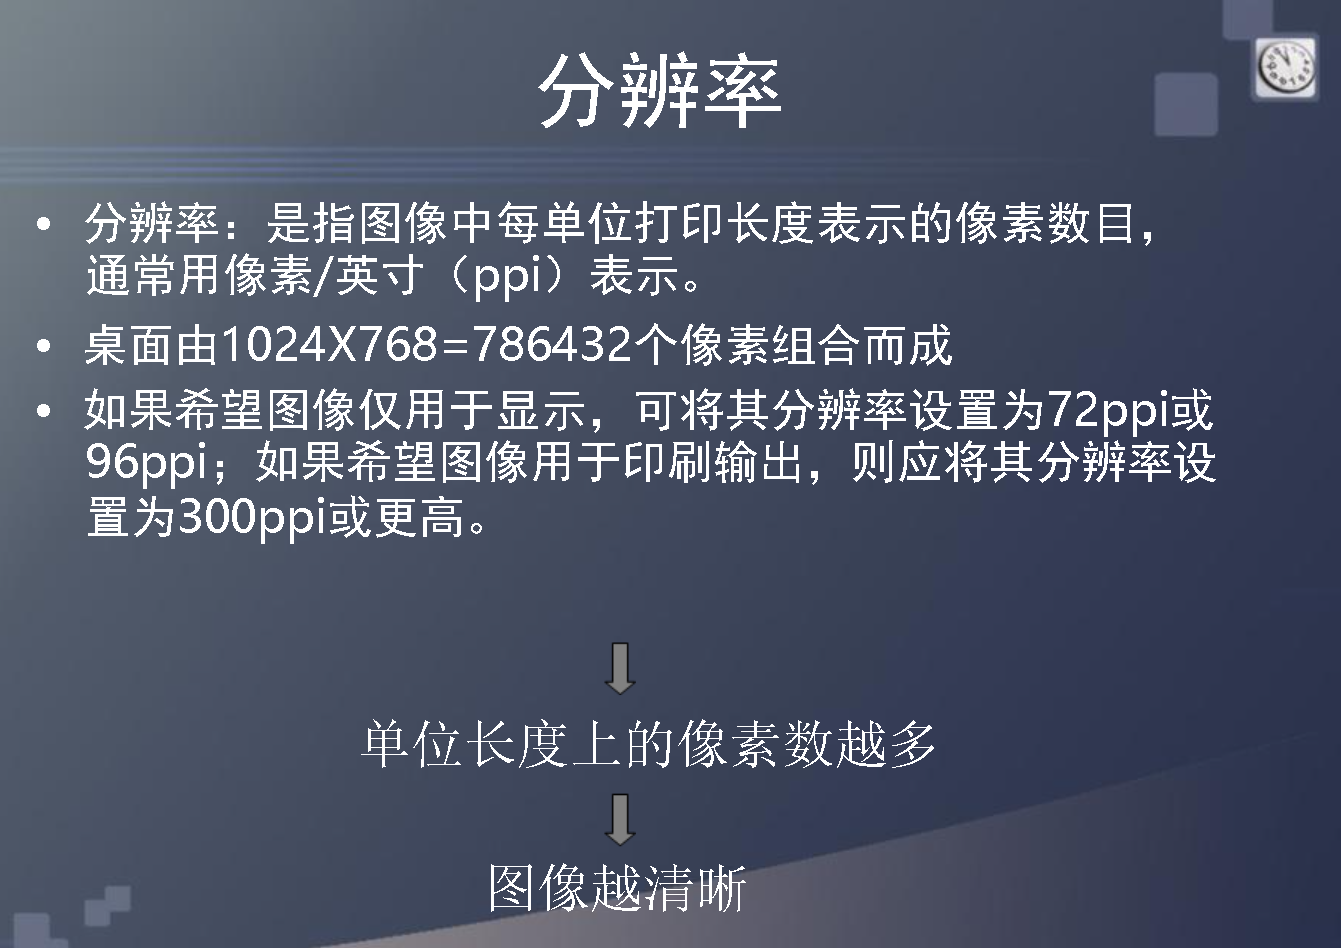 分辨率
• 分辨率：是指图像中每单位打印长度表示的像素数目，
通常用像素/英寸（ppi）表示。
• 桌面由1024X768=786432个像素组合而成
• 如果希望图像仅用于显示，可将其分辨率设置为72ppi或
96ppi；如果希望图像用于印刷输出，则应将其分辨率设
置为300ppi或更高。
单位长度上的像素数越多
图像越清晰